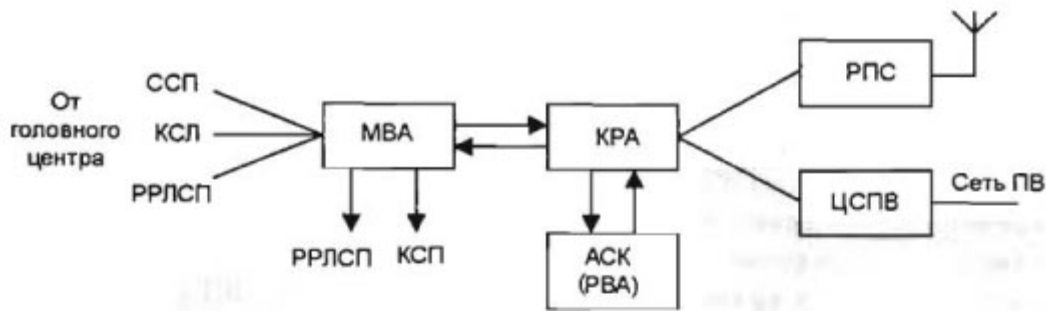 ССП
КСЛ
РРЛСП
От
головного
центра
МВА
КРА
РПС
ЦСПВ
Сеть ПВ
РРЛСП
КСП
АСК
(РВА)